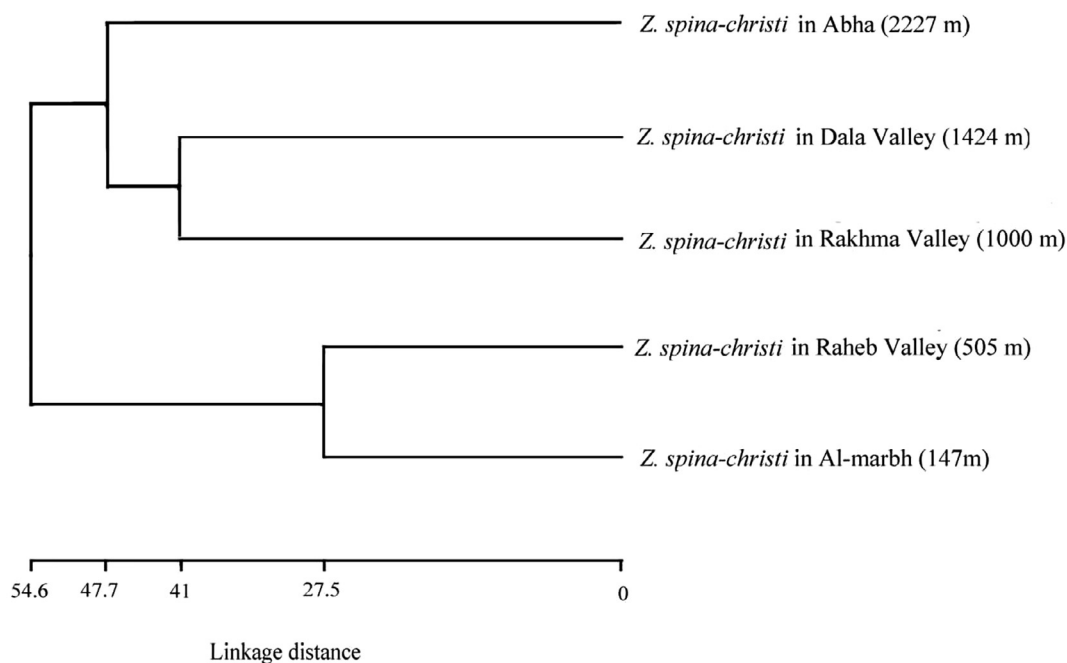 Z. spina-christi in Abha (2227 m)
Z. spina-christi in Dala Valley (1424 m)
Z. spina-christi in Rakhma Valley (1000 m)
Z. spina-christi in Raheb Valley (505 m)
Z. spina-christi in Al-marbh (147m)
54.6 47.7 41 27.5 0
Linkage distance